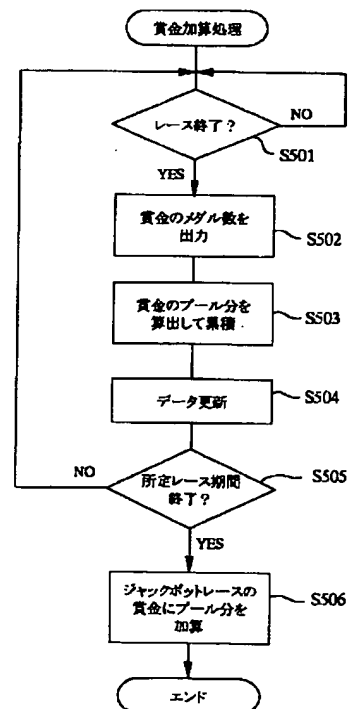 賞金加算処理
レース終了？
NO
S501
YES
賞金のメダル数を
出力
S502
賞金のプール分を
算出して累積
S503
データ更新
S504
NO
所定レース期間
終了？
S505
YES
ジャックポットレースの
賞金にプール分を
加算
S506
エンド